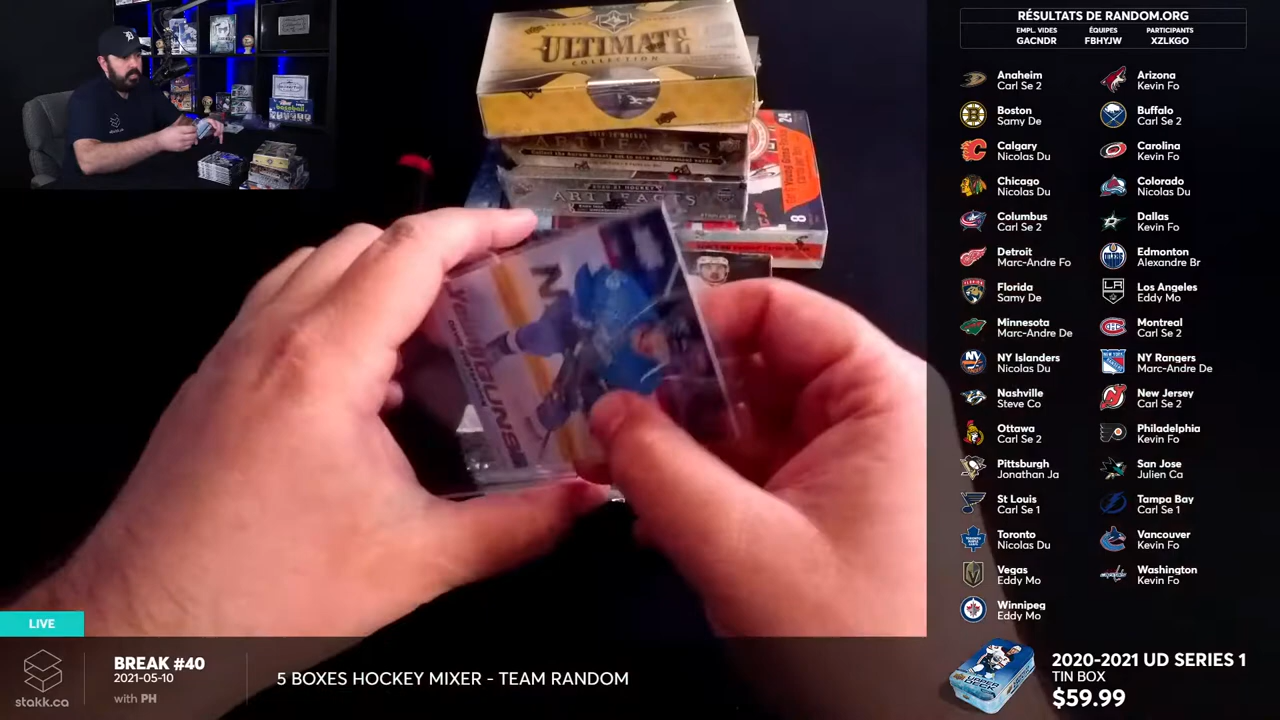 RÉSULTATS DE RANDOM.ORG
EMPL. VIDES ÉQUIPES PARTICIPANTS
GACNDR FBHYJW XZLKGO
Anaheim
Carl Se 2
Arizona
Kevin Fo
Boston
Samy De
Buffalo
Carl Se 2
Calgary
Nicolas Du
Carolina
Kevin Fo
Chicago
Nicolas Du
Colorado
Nicolas Du
Columbus
Carl Se 2
Dallas
Kevin Fo
Detroit
Marc-Andre Fo
Edmonton
Alexandre Br
Florida
Samy De
Los Angeles
Eddy Mo
Minnesota
Marc-Andre De
Montreal
Carl Se 2
NY Islanders
Nicolas Du
NY Rangers
Marc-Andre De
Nashville
Steve Co
New Jersey
Carl Se 2
Ottawa
Carl Se 2
Philadelphia
Kevin Fo
Pittsburgh
Jonathan Ja
San Jose
Julien Ca
St Louis
Carl Se 1
Tampa Bay
Carl Se 1
Toronto
Nicolas Du
Vancouver
Kevin Fo
Vegas
Eddy Mo
Washington
Kevin Fo
Winnipeg
Eddy Mo
ULTIMATE
COLLECTION
ARTIFACTS
2020-21 HOCKEY
ARTIFACTS
8
24
YOUNG GUNS
LIVE
stakk.ca
BREAK #40
2021-05-10
with PH
5 BOXES HOCKEY MIXER - TEAM RANDOM
2020-2021 UD SERIES 1
TIN BOX
$59.99